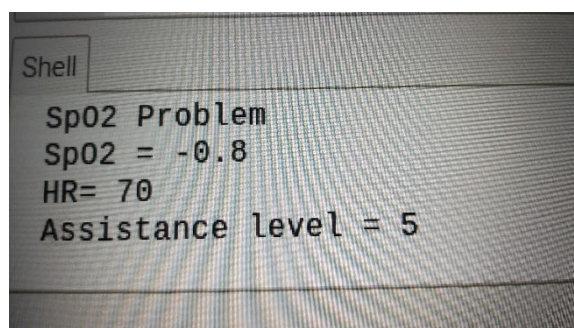 Shell
SpO2 Problem
SpO2 = -0.8
HR= 70
Assistance level = 5